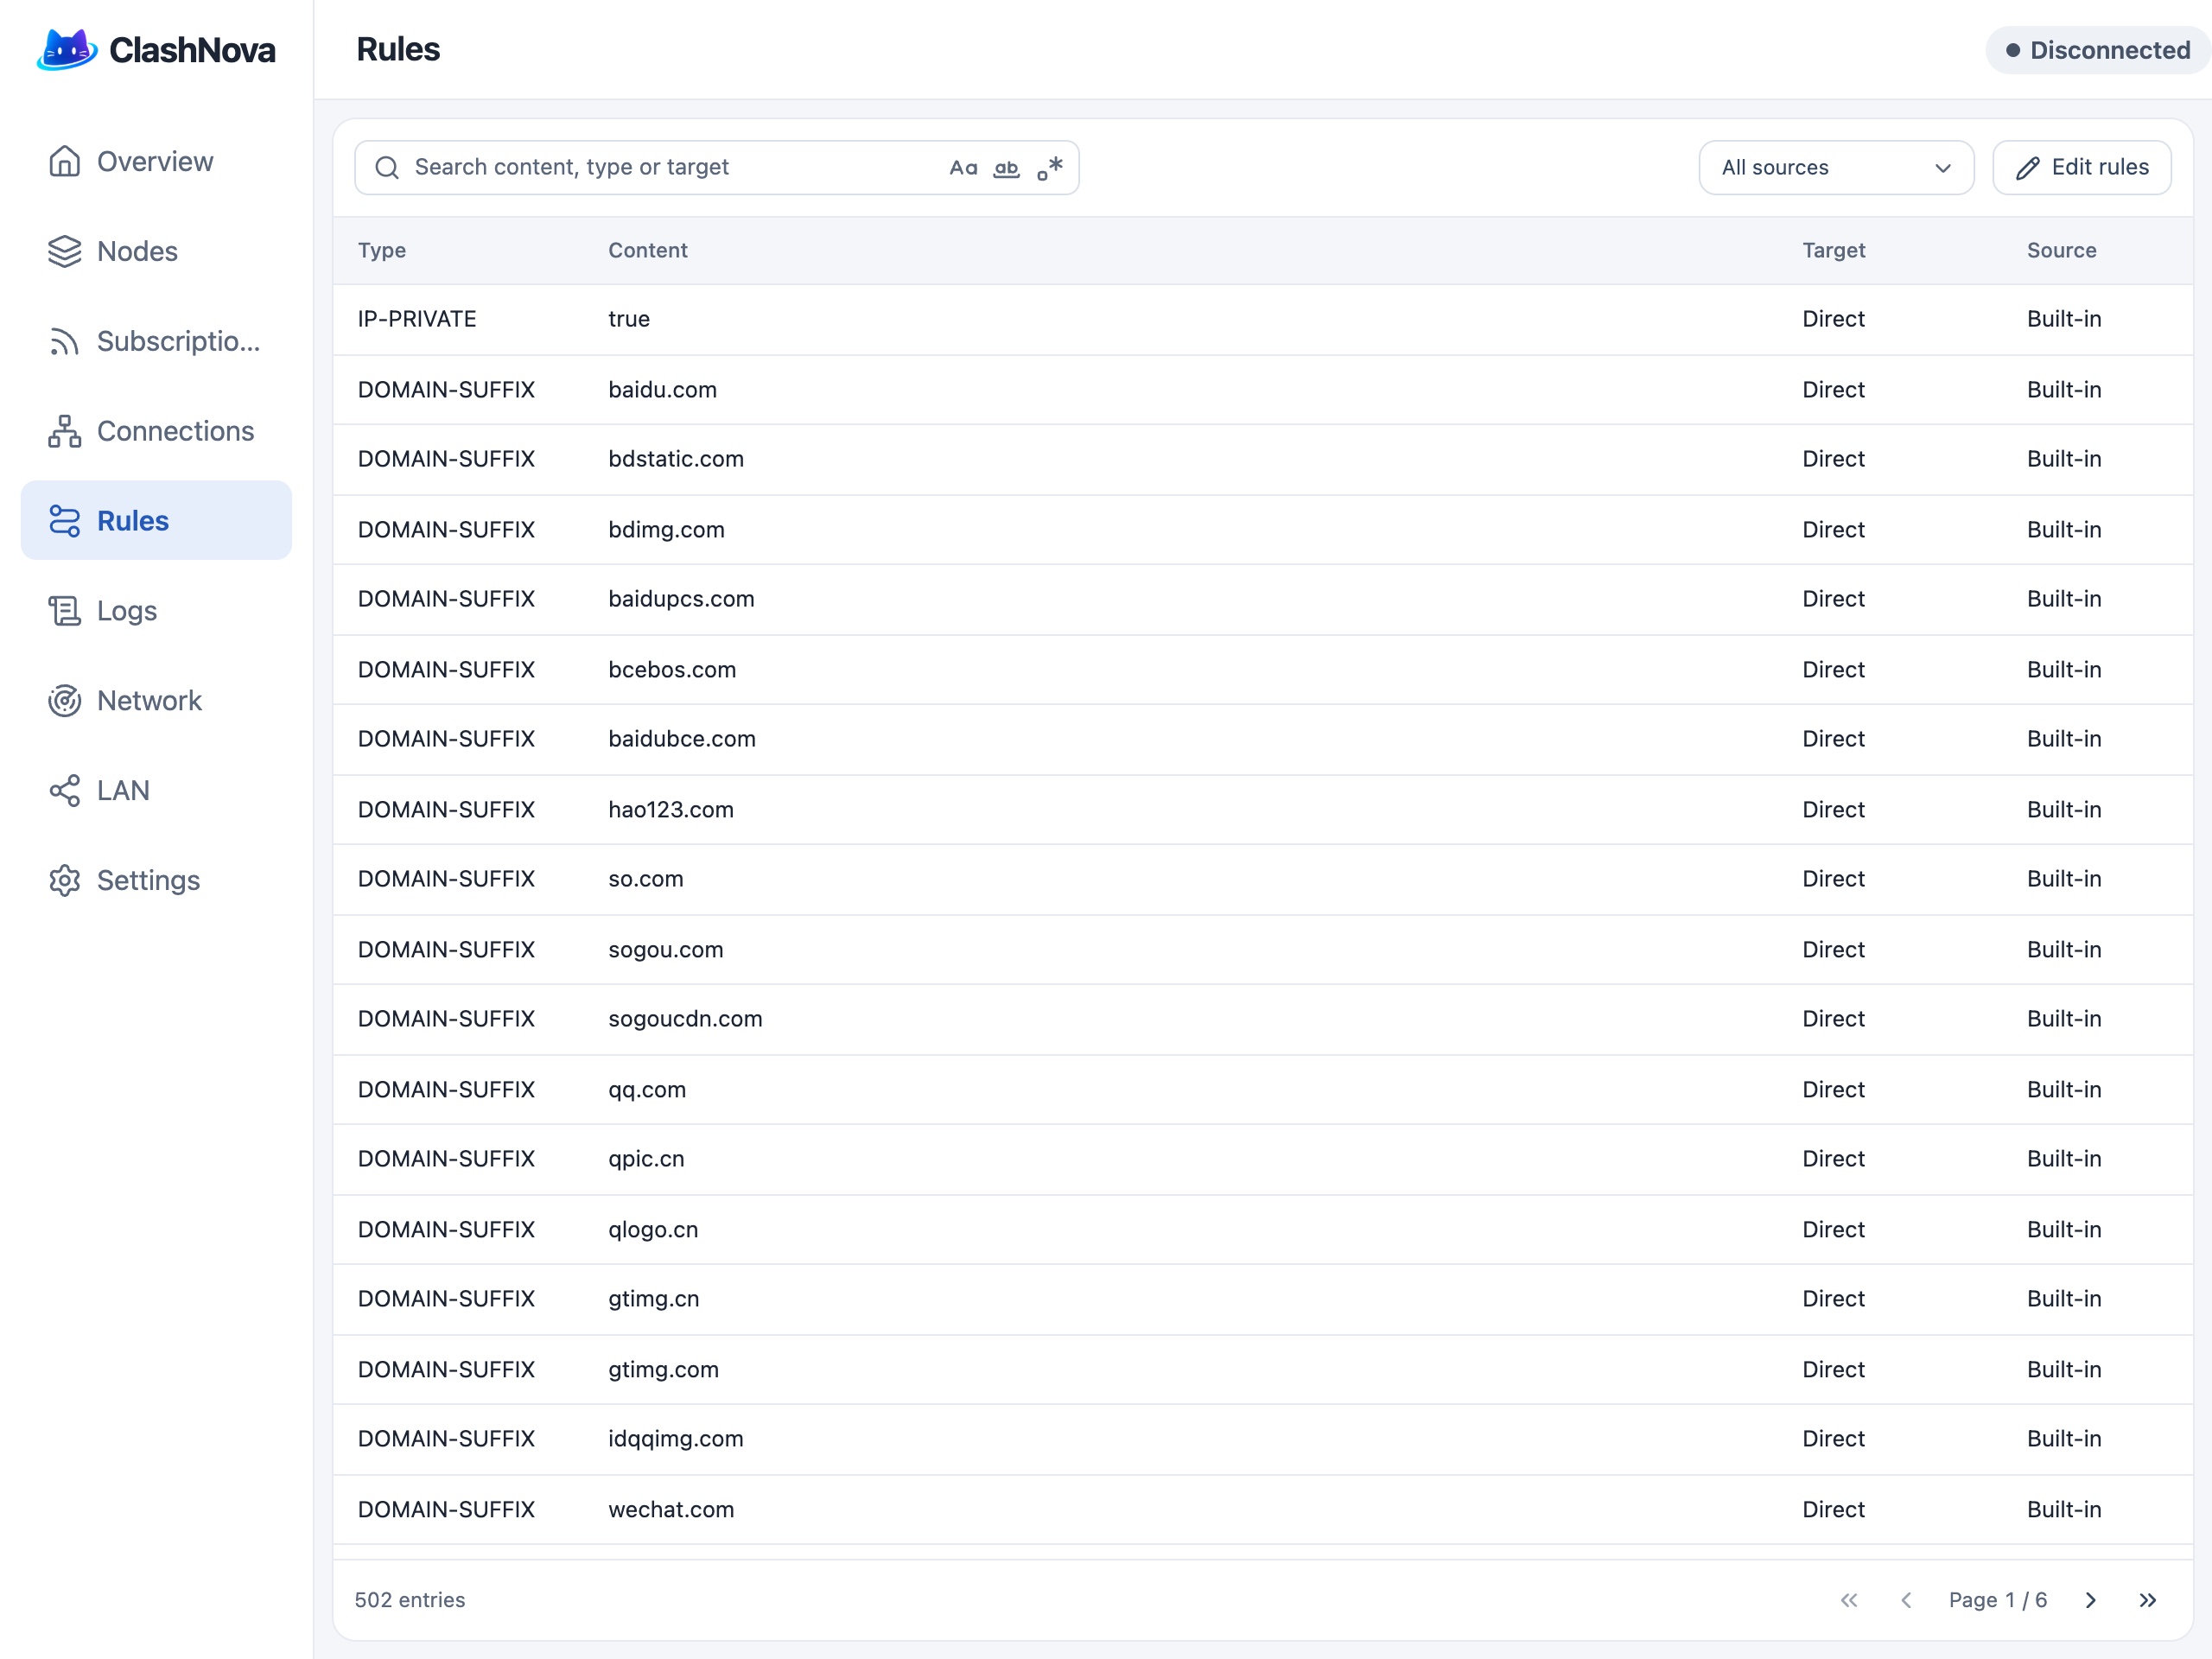 ClashNova
Rules
Disconnected
Overview
Nodes
Subscriptio...
Connections
Rules
Logs
Network
LAN
Settings
Search content, type or target Aa ab .*
All sources
Edit rules
Type Content Target Source
IP-PRIVATE true Direct Built-in
DOMAIN-SUFFIX baidu.com Direct Built-in
DOMAIN-SUFFIX bdstatic.com Direct Built-in
DOMAIN-SUFFIX bdimg.com Direct Built-in
DOMAIN-SUFFIX baidupcs.com Direct Built-in
DOMAIN-SUFFIX bcebos.com Direct Built-in
DOMAIN-SUFFIX baidubce.com Direct Built-in
DOMAIN-SUFFIX hao123.com Direct Built-in
DOMAIN-SUFFIX so.com Direct Built-in
DOMAIN-SUFFIX sogou.com Direct Built-in
DOMAIN-SUFFIX sogoucdn.com Direct Built-in
DOMAIN-SUFFIX qq.com Direct Built-in
DOMAIN-SUFFIX qpic.cn Direct Built-in
DOMAIN-SUFFIX qlogo.cn Direct Built-in
DOMAIN-SUFFIX gtimg.cn Direct Built-in
DOMAIN-SUFFIX gtimg.com Direct Built-in
DOMAIN-SUFFIX idqqimg.com Direct Built-in
DOMAIN-SUFFIX wechat.com Direct Built-in
502 entries
Page 1 / 6